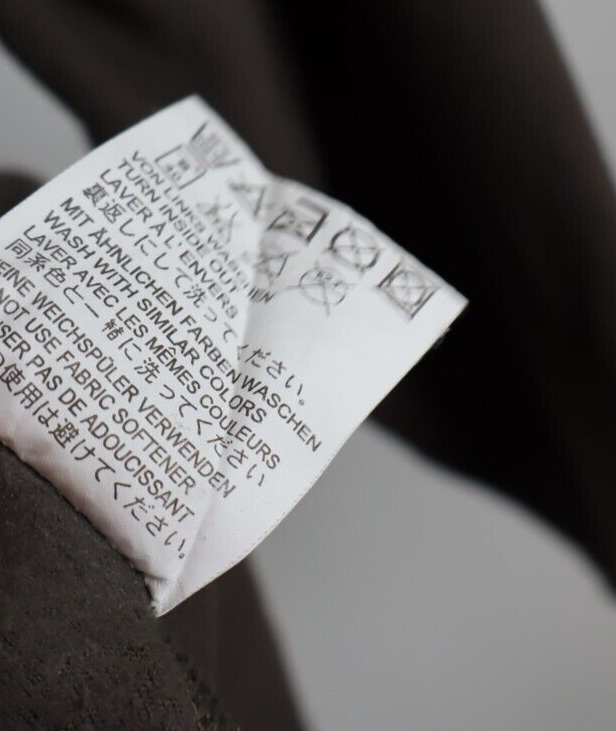 VON LINKS WASCHEN
TURN INSIDE OUT
LAVER À L'ENVERS
裏返しにして洗ってください。
MIT ÄHNLICHEN FARBEN WASCHEN
WASH WITH SIMILAR COLORS
LAVER AVEC LES MÊMES COULEURS
同系色と一緒に洗ってください
EINE WEICHSPÜLER VERWENDEN
NOT USE FABRIC SOFTENER
SER PAS DE ADOUCISSANT
使用は避けてください。